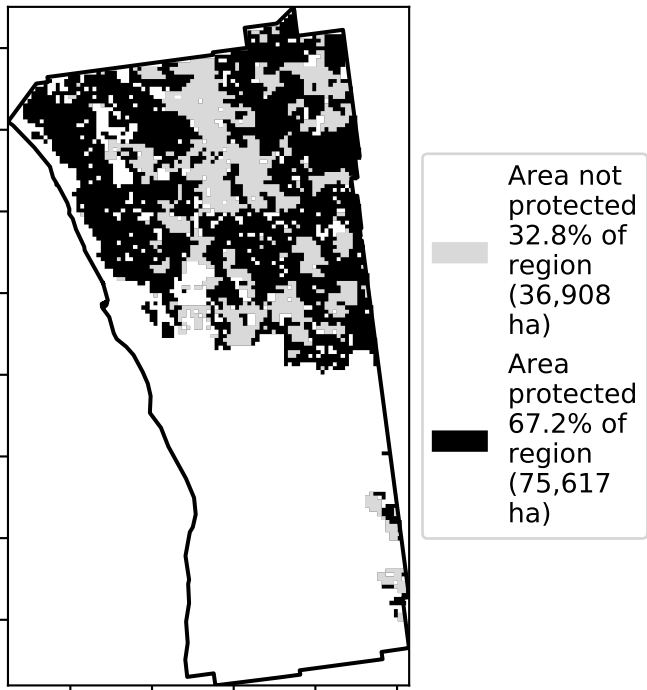 Area not
protected
32.8% of
region
(36,908
ha)
Area
protected
67.2% of
region
(75,617
ha)